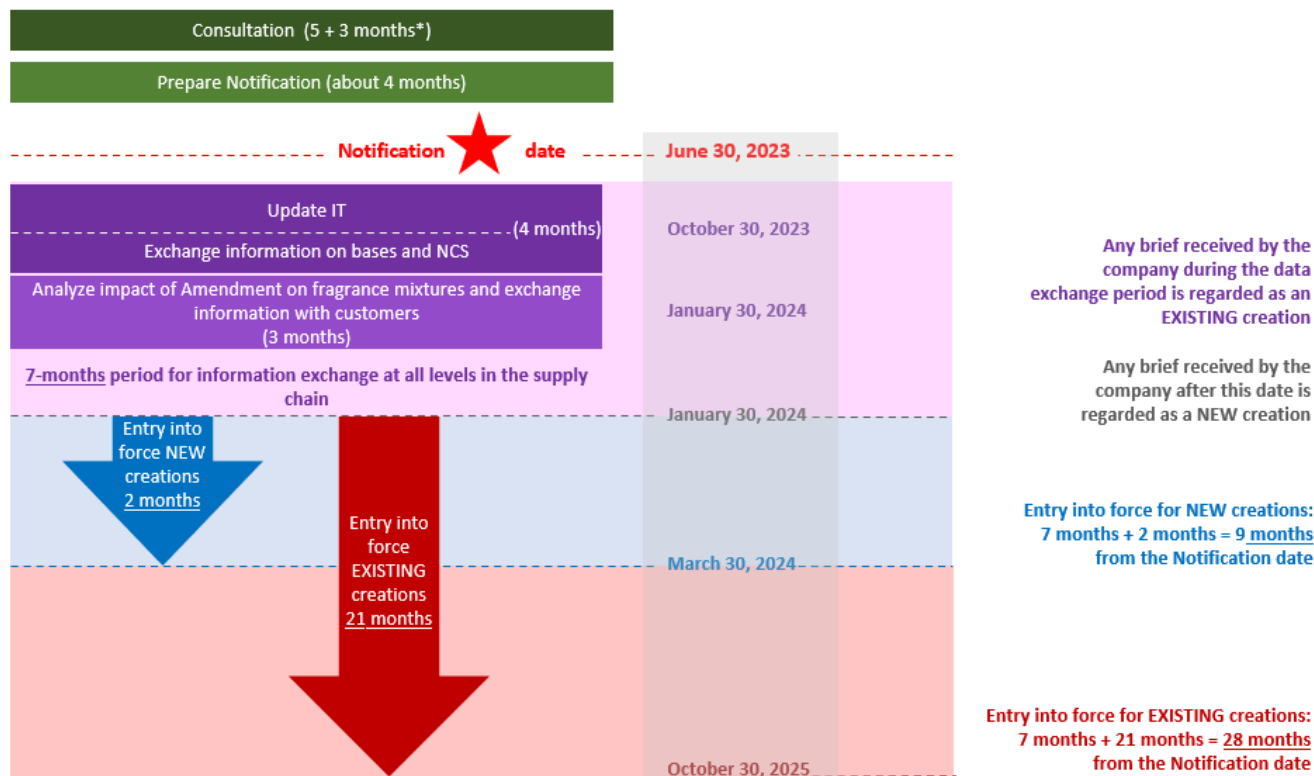 Consultation (5 + 3 months*)
Prepare Notification (about 4 months)
Notification date June 30, 2023
Update IT
(4 months) October 30, 2023
Exchange information on bases and NCS
Analyze impact of Amendment on fragrance mixtures and exchange
information with customers
(3 months)
January 30, 2024
Any brief received by the
company during the data
exchange period is regarded as an
EXISTING creation
7-months period for information exchange at all levels in the supply
chain
January 30, 2024
Any brief received by the
company after this date is
regarded as a NEW creation
Entry into
force NEW
creations
2 months
March 30, 2024
Entry into force for NEW creations:
7 months + 2 months = 9 months
from the Notification date
Entry into
force
EXISTING
creations
21 months
October 30, 2025
Entry into force for EXISTING creations:
7 months + 21 months = 28 months
from the Notification date